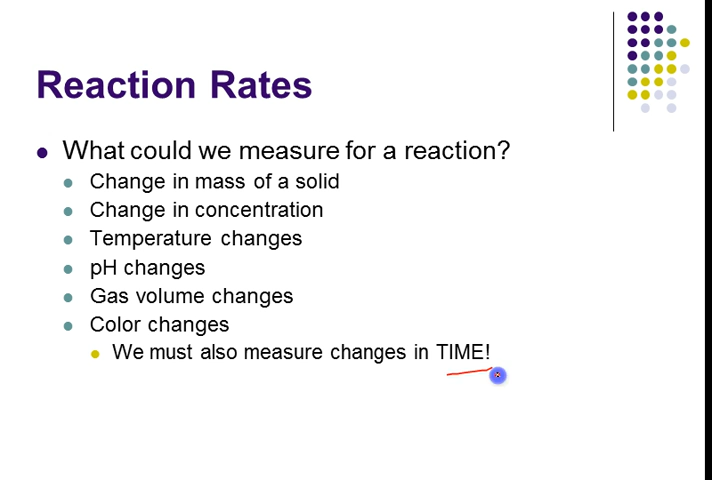 Reaction Rates
What could we measure for a reaction?
Change in mass of a solid
Change in concentration
Temperature changes
pH changes
Gas volume changes
Color changes
We must also measure changes in TIME!